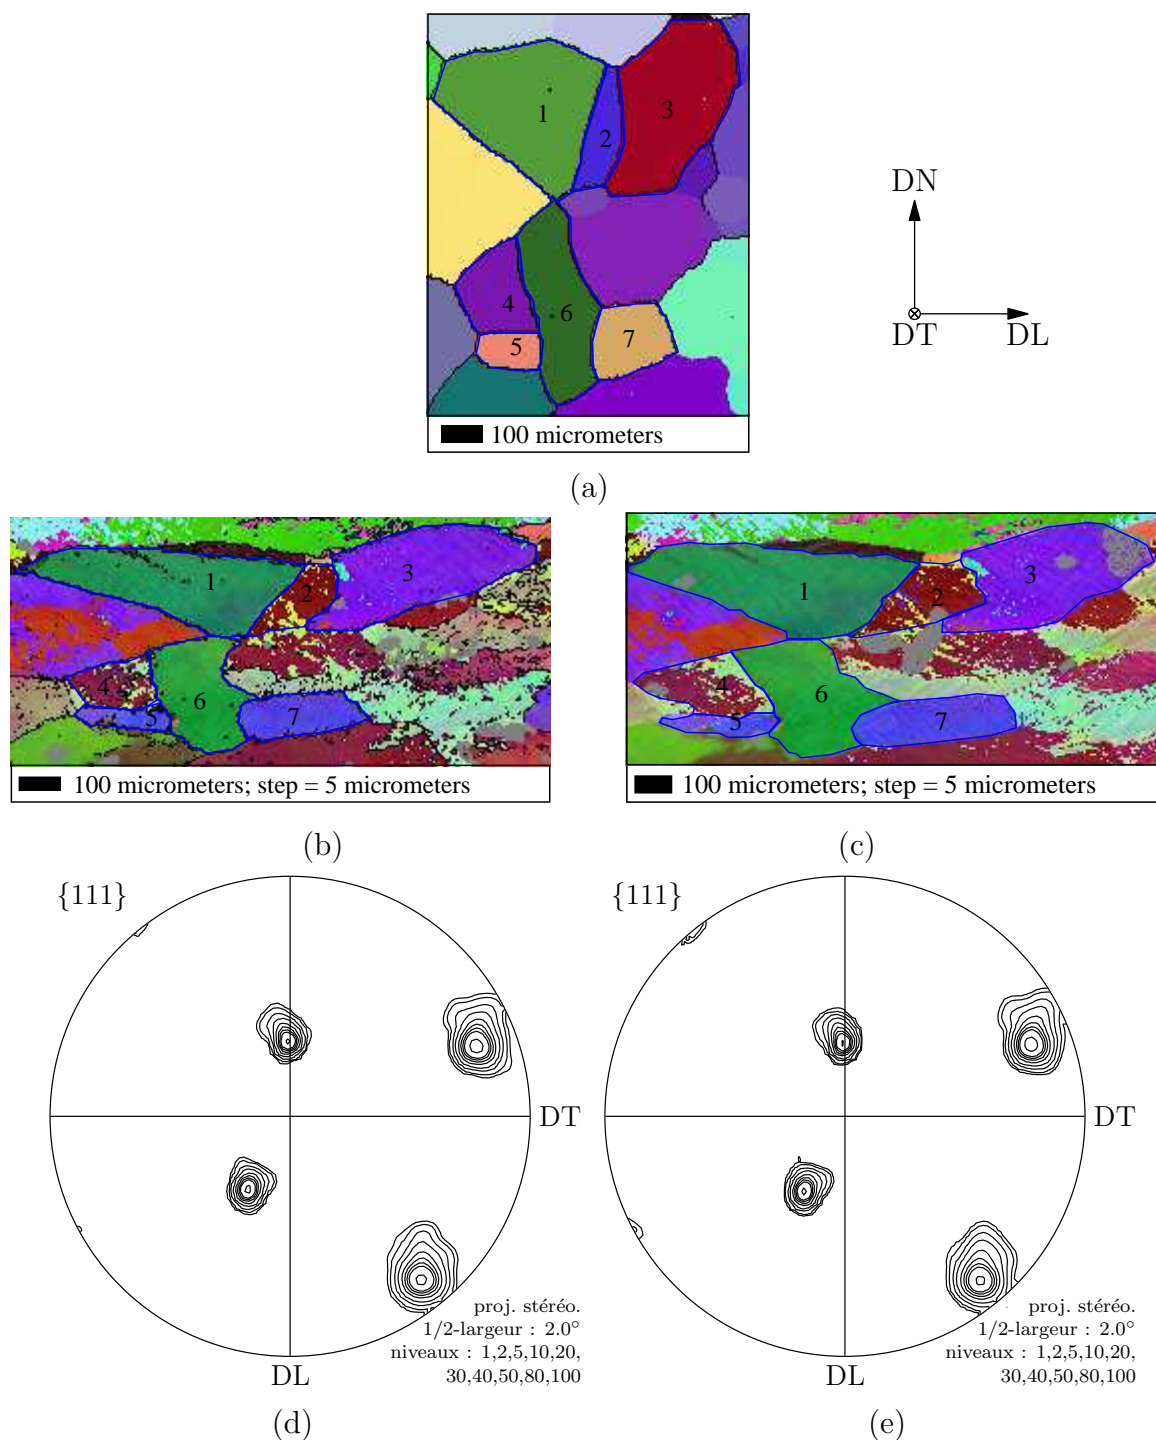 1
2
3
4
5
6
7
100 micrometers
DN
DT
DL
(a)
1
2
3
4
5
6
7
100 micrometers; step = 5 micrometers
(b)
1
2
3
4
5
6
7
100 micrometers; step = 5 micrometers
(c)
{111}
DT
DL
proj. stéréo.
1/2-largeur : 2.0°
niveaux : 1,2,5,10,20,
30,40,50,80,100
(d)
{111}
DT
DL
proj. stéréo.
1/2-largeur : 2.0°
niveaux : 1,2,5,10,20,
30,40,50,80,100
(e)